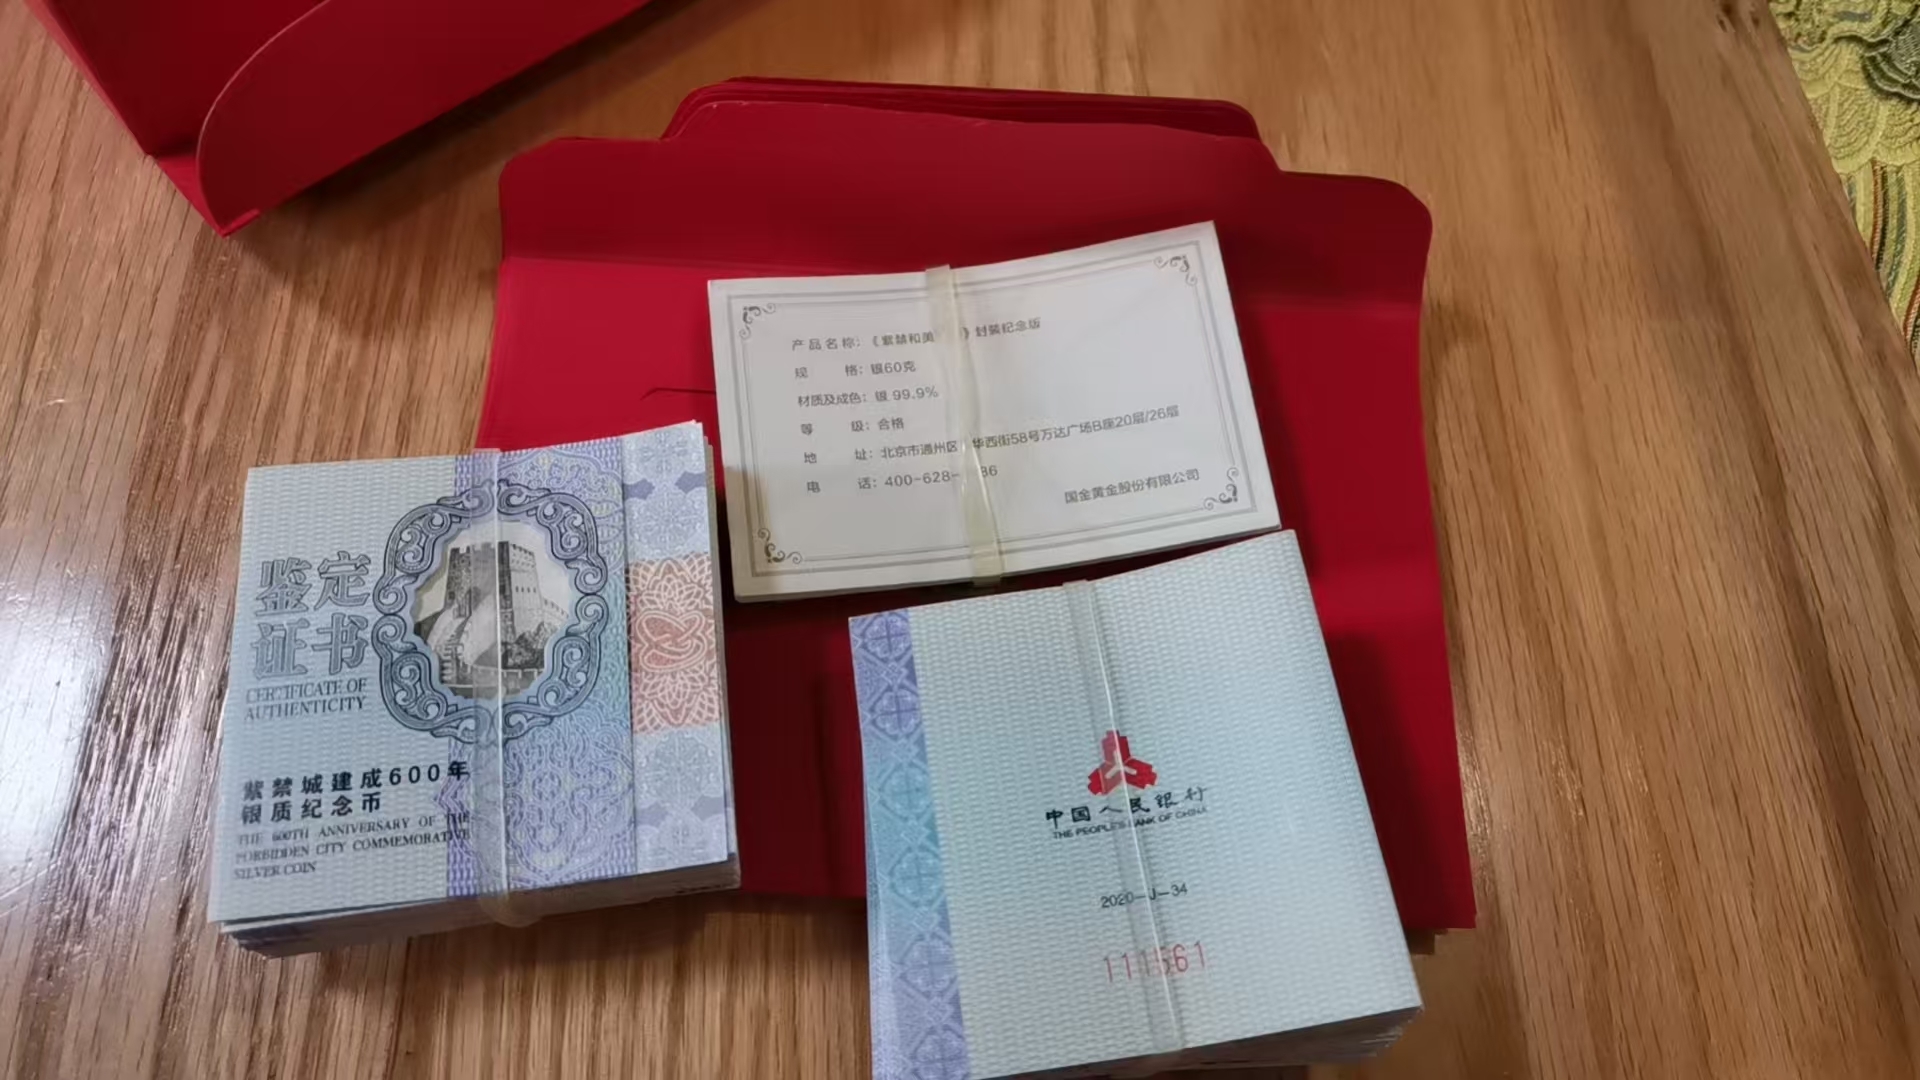 产品名称：《紫禁和美 》封装纪念版
规 格：银60克
材质及成色：银 99.9%
等 级：合格
地 址：北京市通州区 华西街58号万达广场B座20层/26层
电 话：400-628- 86
国金黄金股份有限公司
鉴定
证书
CERTIFICATE OF
AUTHENTICITY
紫禁城建成600年
银质纪念币
THE 600TH ANNIVERSARY OF THE
FORBIDDEN CITY COMMEMORATIVE
SILVER COIN
中国人民银行
THE PEOPLE'S BANK OF CHINA
2020-J-34
111561